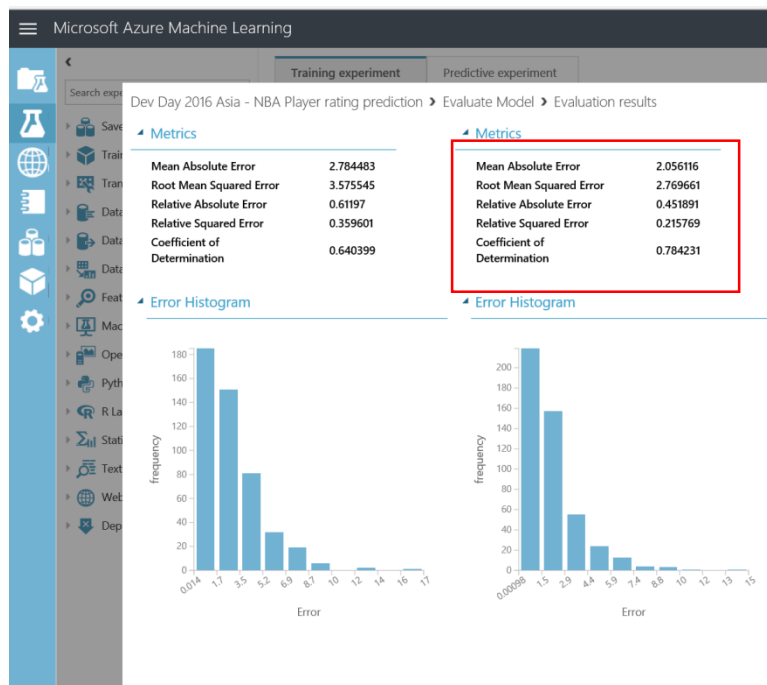 Microsoft Azure Machine Learning
Training experiment
Predictive experiment
Search expe
Save
Train
Tran
Data
Data
Data
Feat
Mac
Ope
Pyth
R La
Stati
Text
Web
Dep
Dev Day 2016 Asia - NBA Player rating prediction › Evaluate Model › Evaluation results
Metrics
Mean Absolute Error 2.784483
Root Mean Squared Error 3.575545
Relative Absolute Error 0.61197
Relative Squared Error 0.359601
Coefficient of
Determination 0.640399
Error Histogram
180
160
140
120
100
80
60
40
20
0
frequency
0.014 1.7 3.5 5.2 6.9 8.7 10 12 14 16 17
Error
Metrics
Mean Absolute Error 2.056116
Root Mean Squared Error 2.769661
Relative Absolute Error 0.451891
Relative Squared Error 0.215769
Coefficient of
Determination 0.784231
Error Histogram
200
180
160
140
120
100
80
60
40
20
0
frequency
0.00098 1.5 2.9 4.4 5.9 7.4 8.8 10 12 13 15
Error